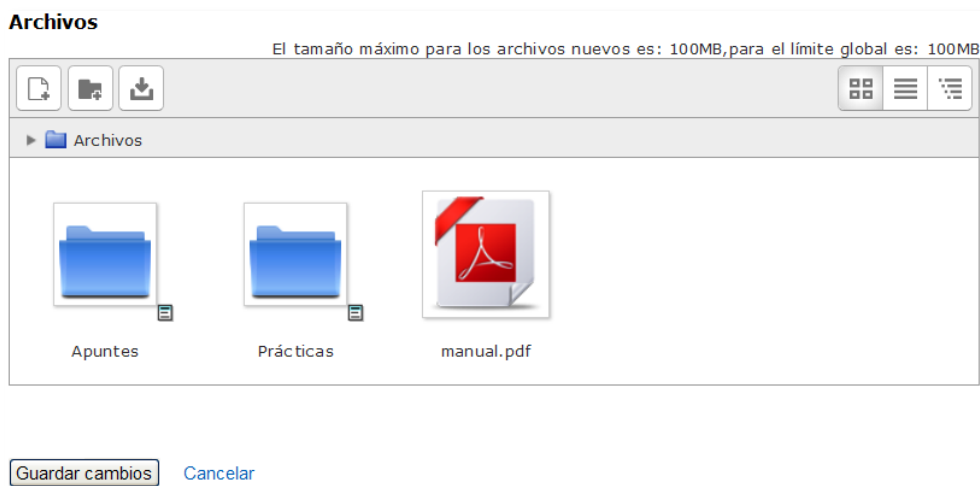 Archivos
El tamaño máximo para los archivos nuevos es: 100MB,para el límite global es: 100MB
Archivos
Apuntes Prácticas manual.pdf
Guardar cambios Cancelar